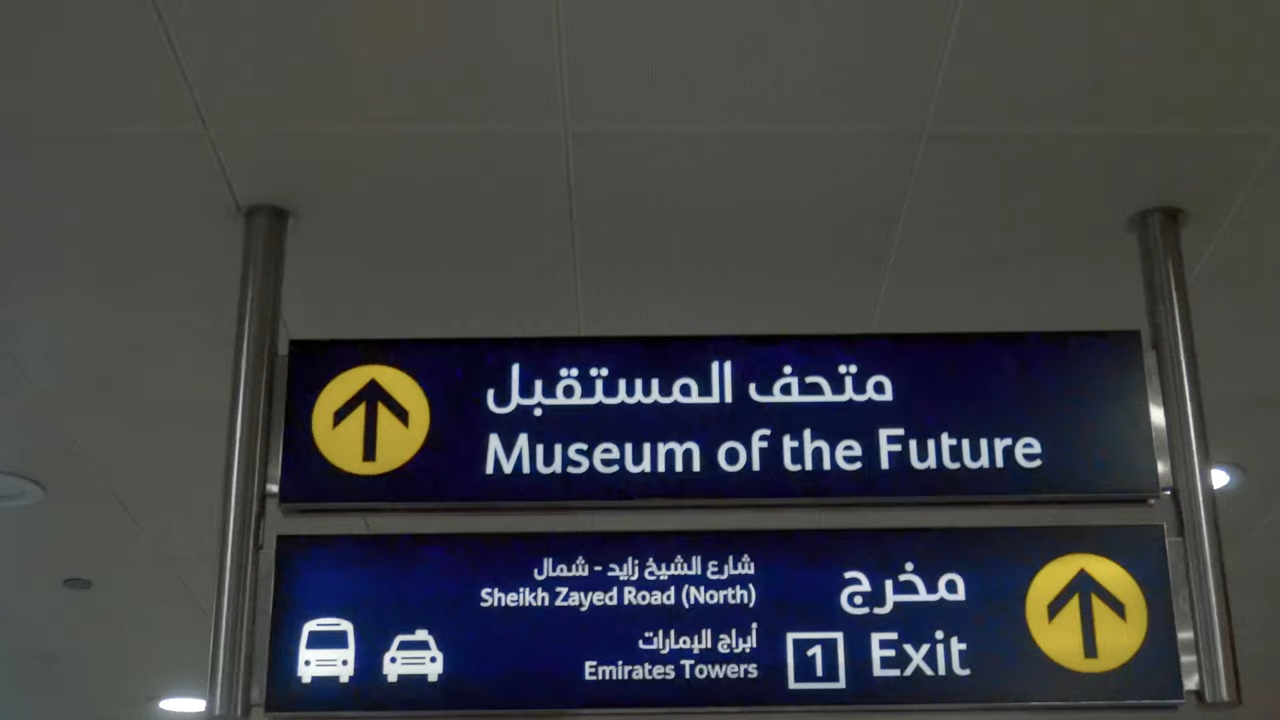 متحف المستقبل
Museum of the Future
شارع الشيخ زايد - شمال
Sheikh Zayed Road (North)
أبراج الإمارات
Emirates Towers
مخرج
1 Exit